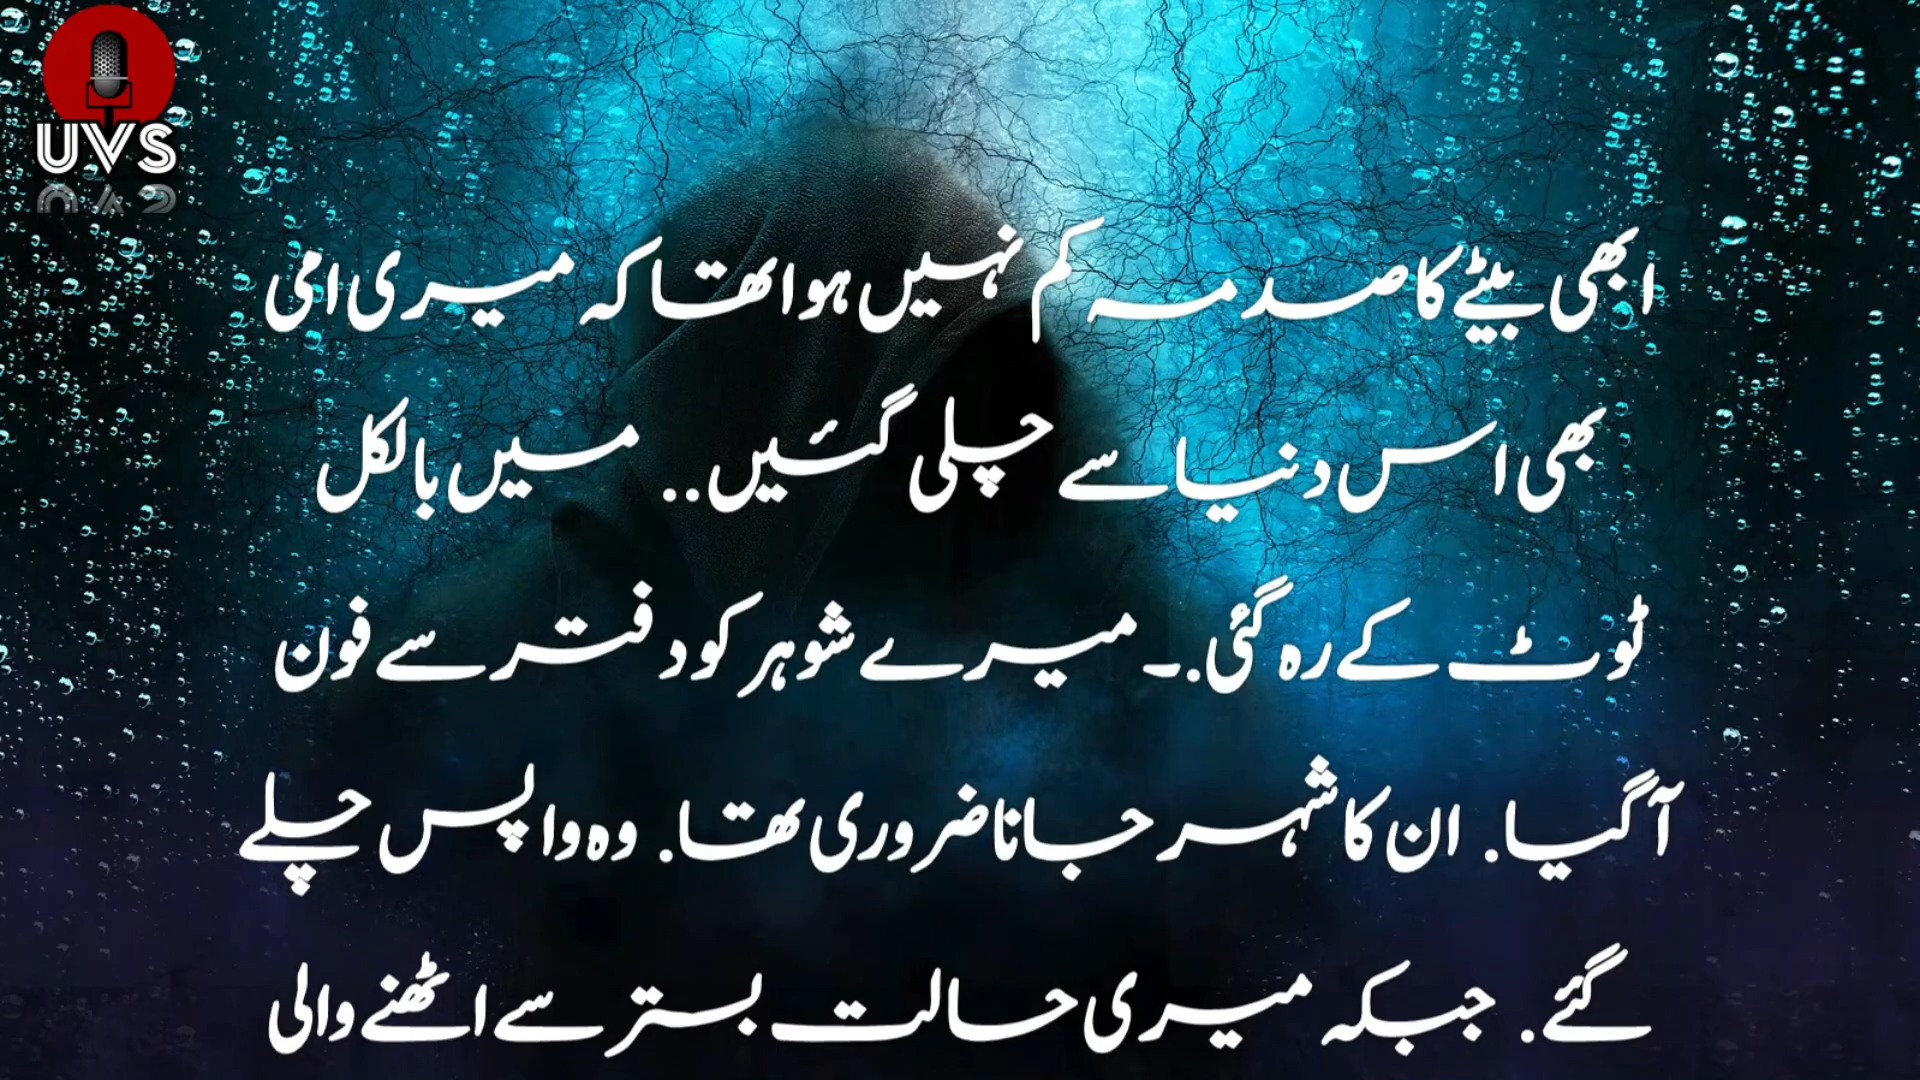 UVS
ابھی بیٹے کا صدمہ کم نہیں ہوا تھا کہ میری امی
بھی اس دنیا سے چلی گئیں.. میں بالکل
ٹوٹ کے رہ گئی.۔ میرے شوہر کو دفتر سے فون
آگیا. ان کا شہر جانا ضروری تھا. وہ واپس چلے
گئے. جبکہ میری حالت بستر سے اٹھنے والی